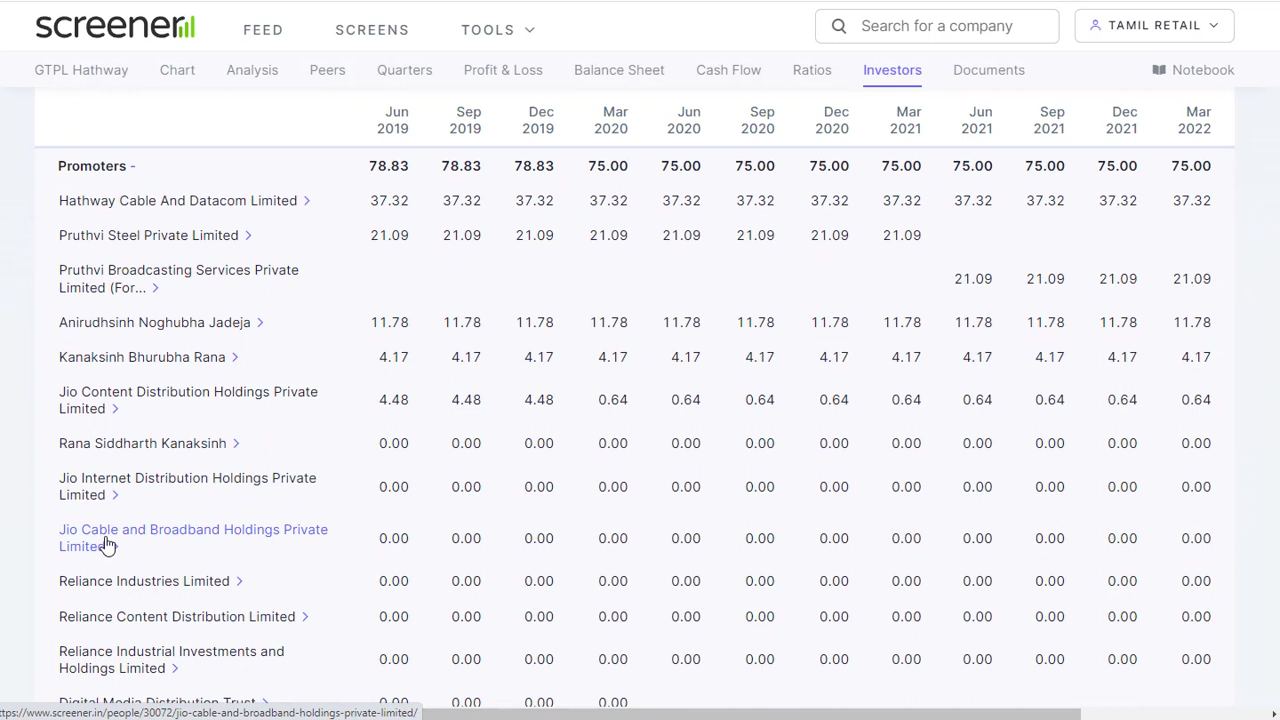 screener
FEED SCREENS TOOLS
Search for a company
TAMIL RETAIL
GTPL Hathway Chart Analysis Peers Quarters Profit & Loss Balance Sheet Cash Flow Ratios Investors Documents Notebook
Jun Sep Dec Mar Jun Sep Dec Mar Jun Sep Dec Mar
2019 2019 2019 2020 2020 2020 2020 2021 2021 2021 2021 2022
Promoters - 78.83 78.83 78.83 75.00 75.00 75.00 75.00 75.00 75.00 75.00 75.00 75.00
Hathway Cable And Datacom Limited 37.32 37.32 37.32 37.32 37.32 37.32 37.32 37.32 37.32 37.32 37.32 37.32
Pruthvi Steel Private Limited 21.09 21.09 21.09 21.09 21.09 21.09 21.09 21.09
Pruthvi Broadcasting Services Private
Limited (For... 21.09 21.09 21.09 21.09
Anirudhsinh Noghubha Jadeja 11.78 11.78 11.78 11.78 11.78 11.78 11.78 11.78 11.78 11.78 11.78 11.78
Kanaksinh Bhurubha Rana 4.17 4.17 4.17 4.17 4.17 4.17 4.17 4.17 4.17 4.17 4.17 4.17
Jio Content Distribution Holdings Private
Limited 4.48 4.48 4.48 0.64 0.64 0.64 0.64 0.64 0.64 0.64 0.64 0.64
Rana Siddharth Kanaksinh 0.00 0.00 0.00 0.00 0.00 0.00 0.00 0.00 0.00 0.00 0.00 0.00
Jio Internet Distribution Holdings Private
Limited 0.00 0.00 0.00 0.00 0.00 0.00 0.00 0.00 0.00 0.00 0.00 0.00
Jio Cable and Broadband Holdings Private
Limited 0.00 0.00 0.00 0.00 0.00 0.00 0.00 0.00 0.00 0.00 0.00 0.00
Reliance Industries Limited 0.00 0.00 0.00 0.00 0.00 0.00 0.00 0.00 0.00 0.00 0.00 0.00
Reliance Content Distribution Limited 0.00 0.00 0.00 0.00 0.00 0.00 0.00 0.00 0.00 0.00 0.00 0.00
Reliance Industrial Investments and
Holdings Limited 0.00 0.00 0.00 0.00 0.00 0.00 0.00 0.00 0.00 0.00 0.00 0.00
Digital Media Distribution Trust 0.00 0.00 0.00 0.00
ttps://www.screener.in/people/30072/jio-cable-and-broadband-holdings-private-limited/